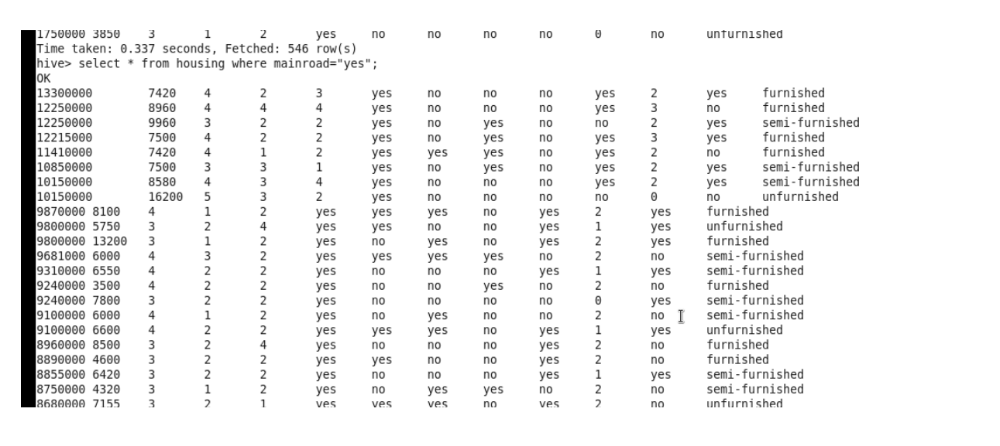 1750000 3850 3 1 2 yes no no no no 0 no unfurnished
Time taken: 0.337 seconds, Fetched: 546 row(s)
hive> select * from housing where mainroad="yes";
OK
13300000 7420 4 2 3 yes no no no yes 2 yes furnished
12250000 8960 4 4 4 yes no no no yes 3 no furnished
12250000 9960 3 2 2 yes no yes no no 2 yes semi-furnished
12215000 7500 4 2 2 yes no yes no yes 3 yes furnished
11410000 7420 4 1 2 yes yes yes no yes 2 no furnished
10850000 7500 3 3 1 yes no yes no yes 2 yes semi-furnished
10150000 8580 4 3 4 yes no no no yes 2 yes semi-furnished
10150000 16200 5 3 2 yes no no no no 0 no unfurnished
9870000 8100 4 1 2 yes yes yes no yes 2 yes furnished
9800000 5750 3 2 4 yes yes no no yes 1 yes unfurnished
9800000 13200 3 1 2 yes no yes no yes 2 yes furnished
9681000 6000 4 3 2 yes yes yes yes no 2 no semi-furnished
9310000 6550 4 2 2 yes no no no yes 1 yes semi-furnished
9240000 3500 4 2 2 yes no no yes no 2 no furnished
9240000 7800 3 2 2 yes no no no no 0 yes semi-furnished
9100000 6000 4 1 2 yes no yes no no 2 no semi-furnished
9100000 6600 4 2 2 yes yes yes no yes 1 yes unfurnished
8960000 8500 3 2 4 yes no no no yes 2 no furnished
8890000 4600 3 2 2 yes yes no no yes 2 no furnished
8855000 6420 3 2 2 yes no no no yes 1 yes semi-furnished
8750000 4320 3 1 2 yes no yes yes no 2 no semi-furnished
8680000 7155 3 2 1 yes yes yes no yes 2 no unfurnished